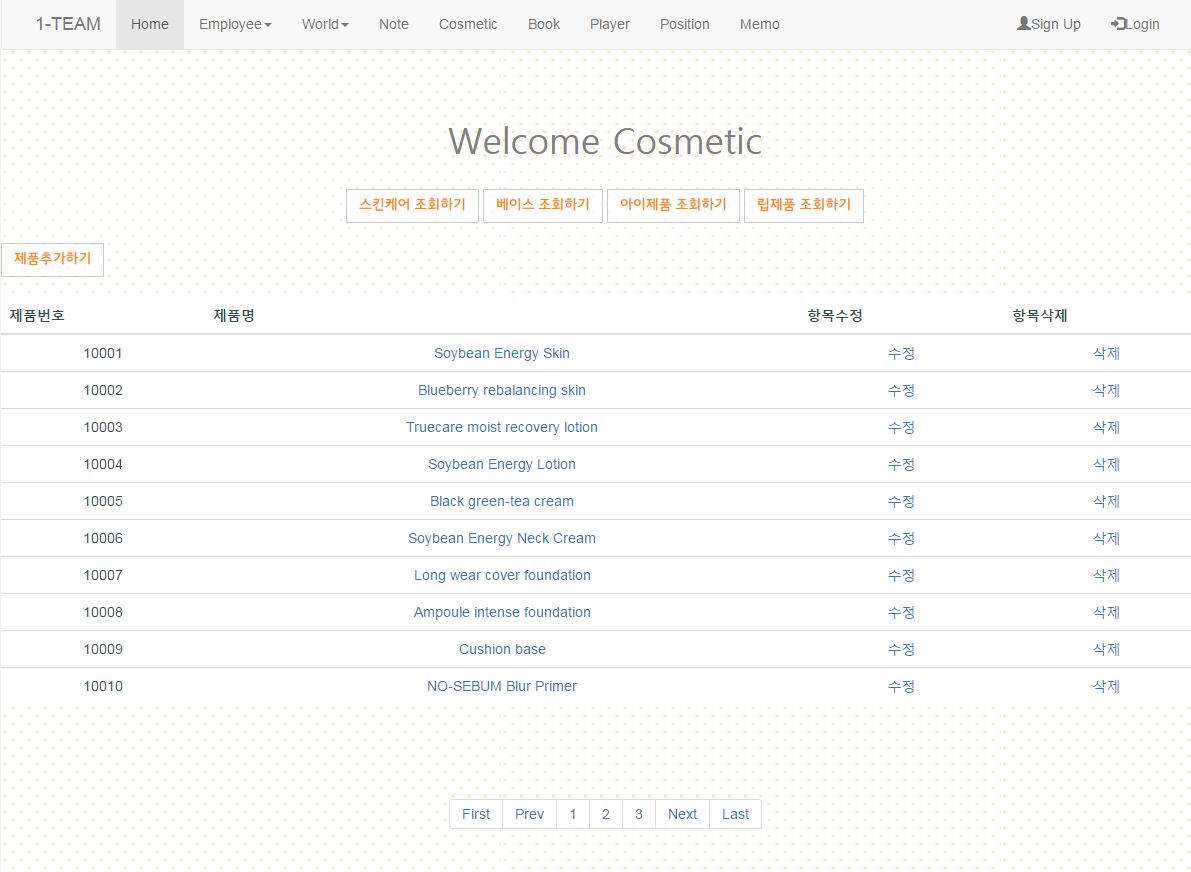 1-TEAM Home Employee World Note Cosmetic Book Player Position Memo Sign Up Login
Welcome Cosmetic
스킨케어 조회하기 베이스 조회하기 아이제품 조회하기 립제품 조회하기
제품추가하기
제품번호 제품명 항목수정 항목삭제
10001 Soybean Energy Skin 수정 삭제
10002 Blueberry rebalancing skin 수정 삭제
10003 Truecare moist recovery lotion 수정 삭제
10004 Soybean Energy Lotion 수정 삭제
10005 Black green-tea cream 수정 삭제
10006 Soybean Energy Neck Cream 수정 삭제
10007 Long wear cover foundation 수정 삭제
10008 Ampoule intense foundation 수정 삭제
10009 Cushion base 수정 삭제
10010 NO-SEBUM Blur Primer 수정 삭제
First Prev 1 2 3 Next Last